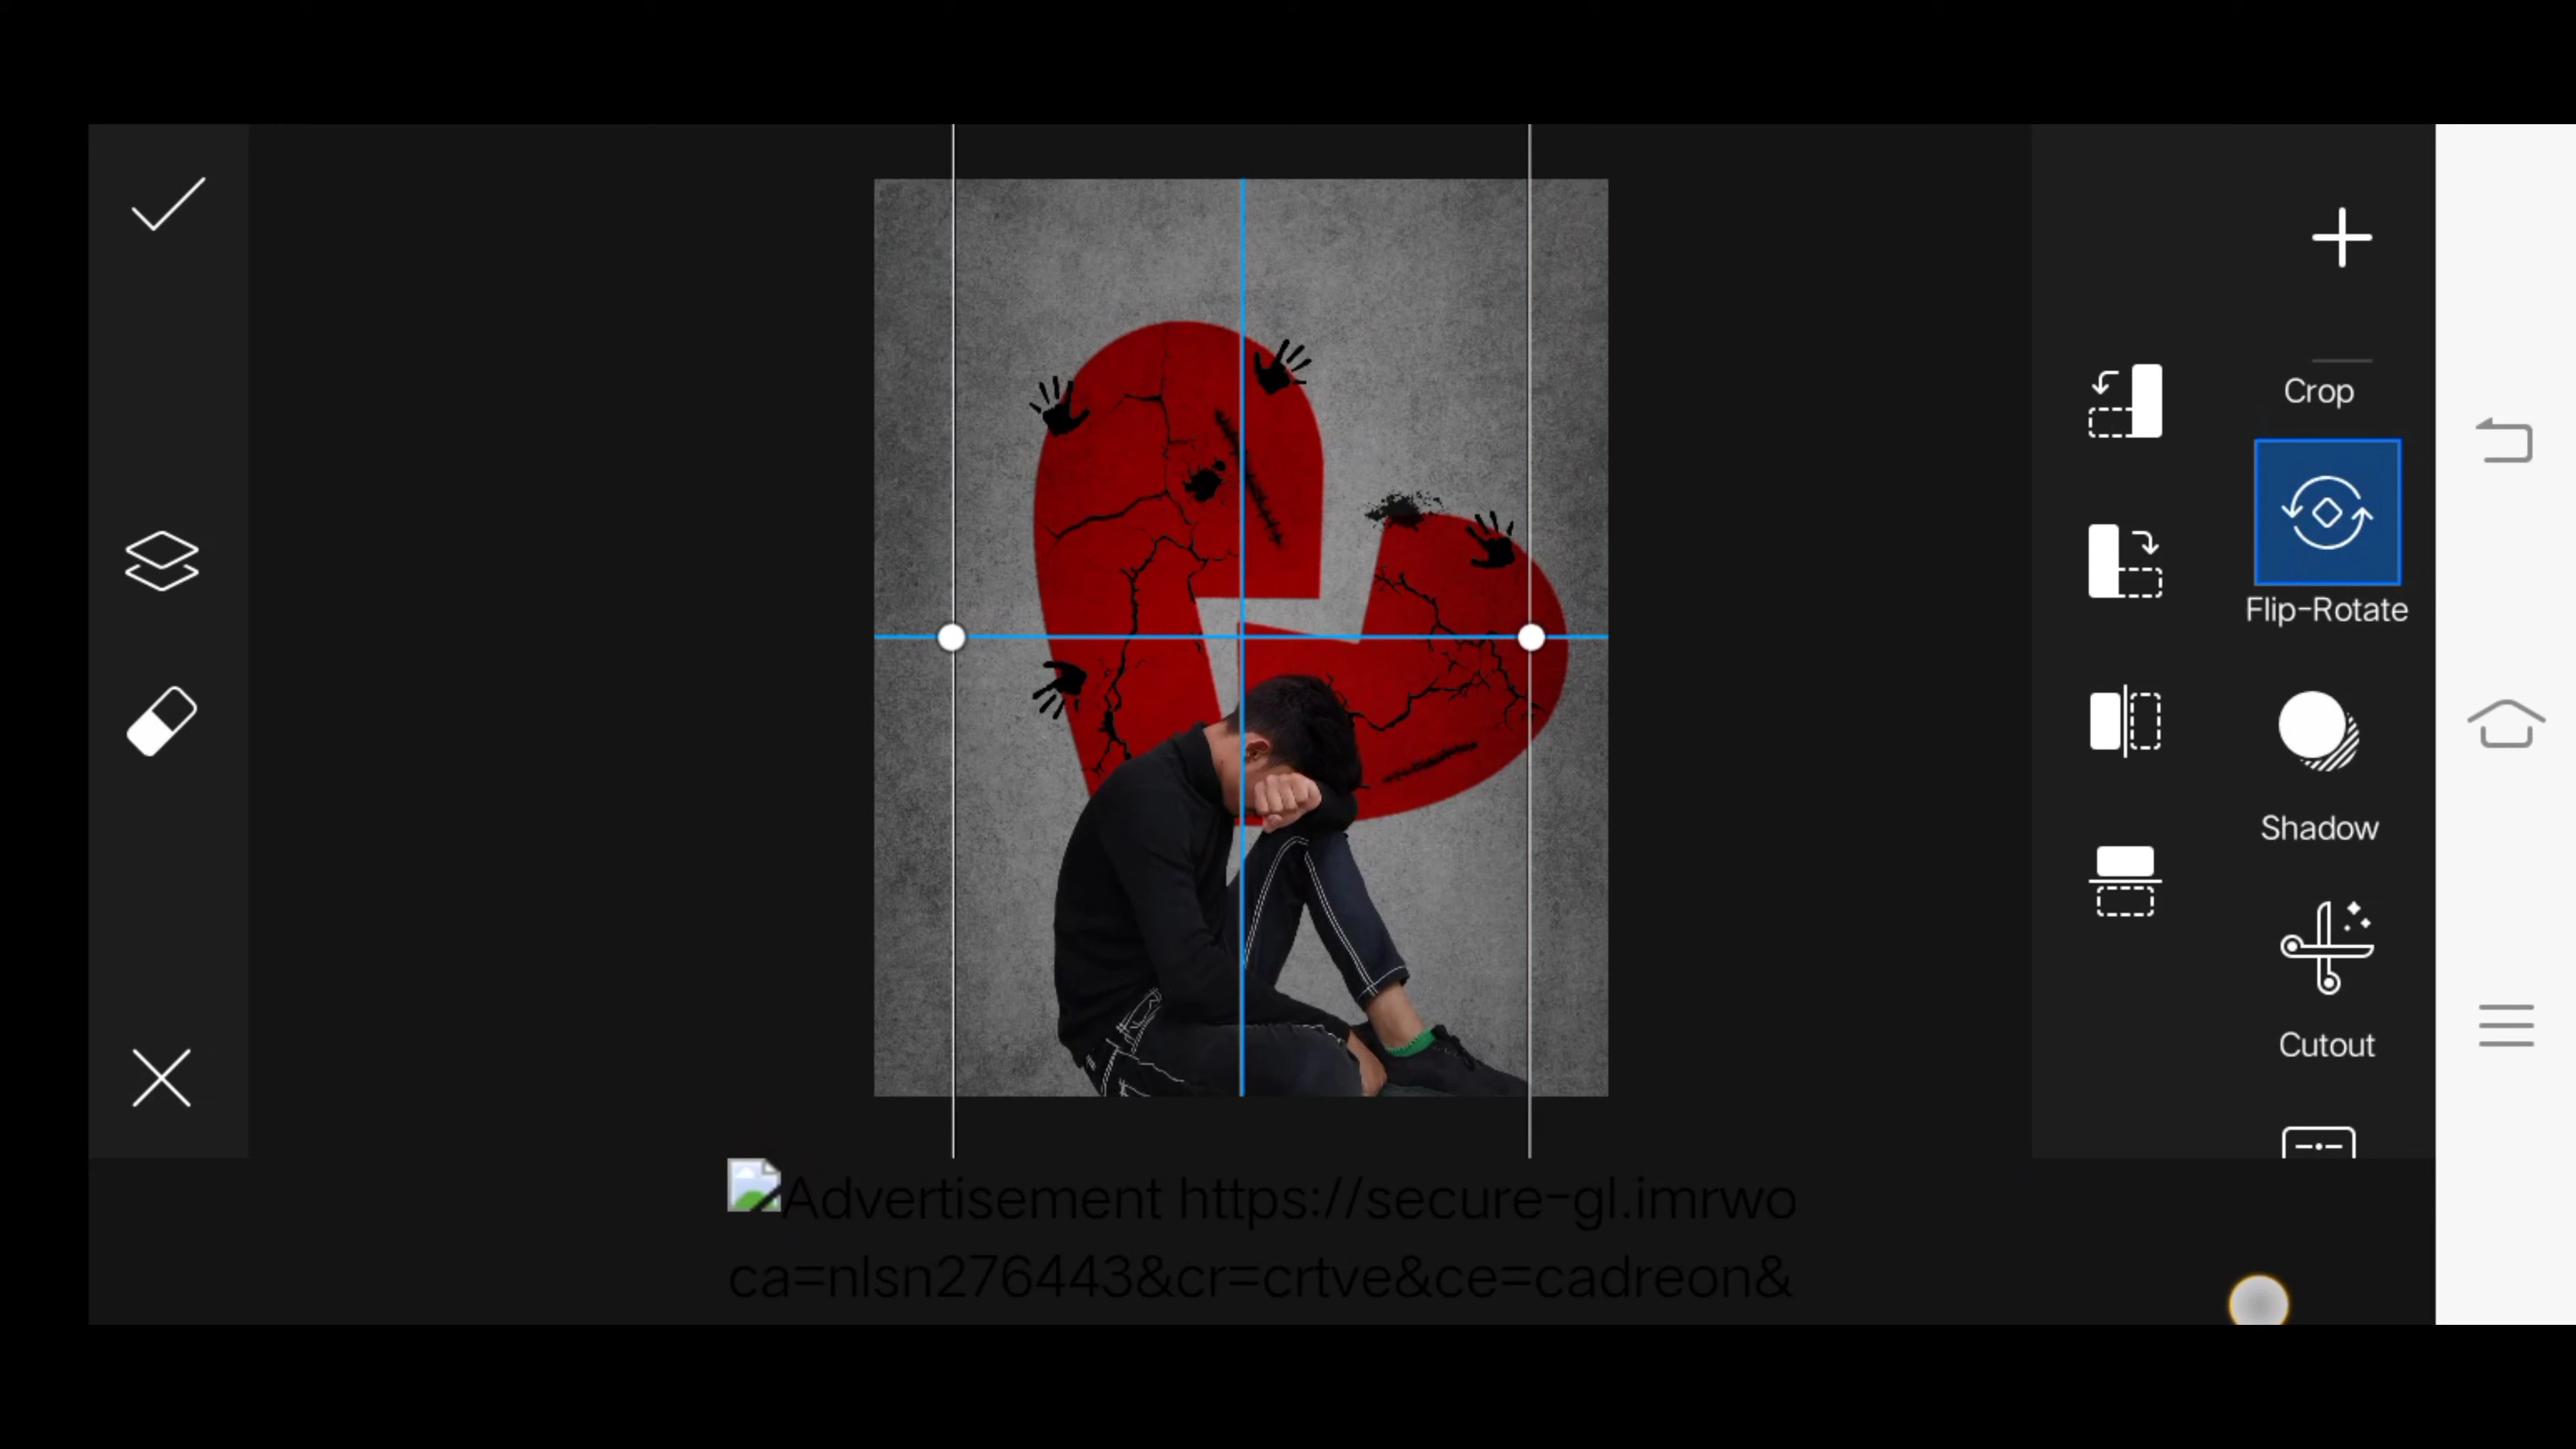 Crop
Flip-Rotate
Shadow
Cutout
Advertisement https://secure-gl.imrwo
ca=nlsn276443&cr=crtve&ce=cadreon&